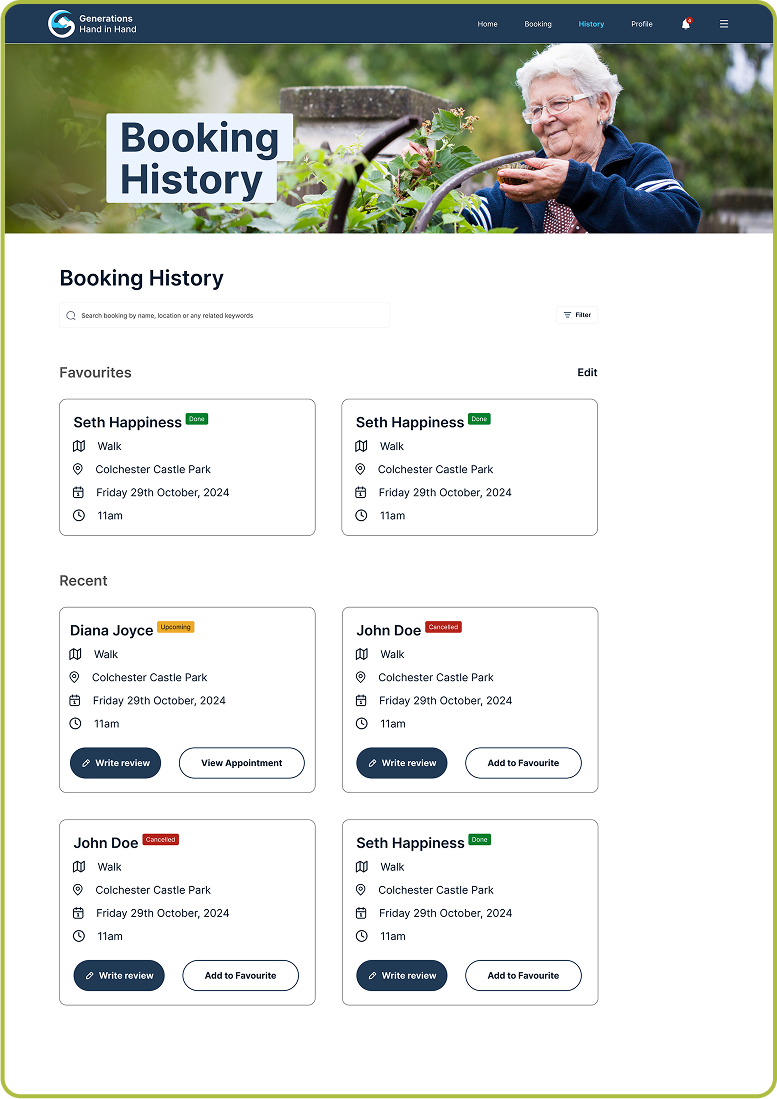 Generations
Hand in Hand
Home Booking History Profile
Booking
History
Booking History
Search booking by name, location or any related keywords
Filter
Favourites
Edit
Seth Happiness Done
Walk
Colchester Castle Park
Friday 29th October, 2024
11am
Seth Happiness Done
Walk
Colchester Castle Park
Friday 29th October, 2024
11am
Recent
Diana Joyce Upcoming
Walk
Colchester Castle Park
Friday 29th October, 2024
11am
Write review View Appointment
John Doe Cancelled
Walk
Colchester Castle Park
Friday 29th October, 2024
11am
Write review Add to Favourite
John Doe Cancelled
Walk
Colchester Castle Park
Friday 29th October, 2024
11am
Write review Add to Favourite
Seth Happiness Done
Walk
Colchester Castle Park
Friday 29th October, 2024
11am
Write review Add to Favourite